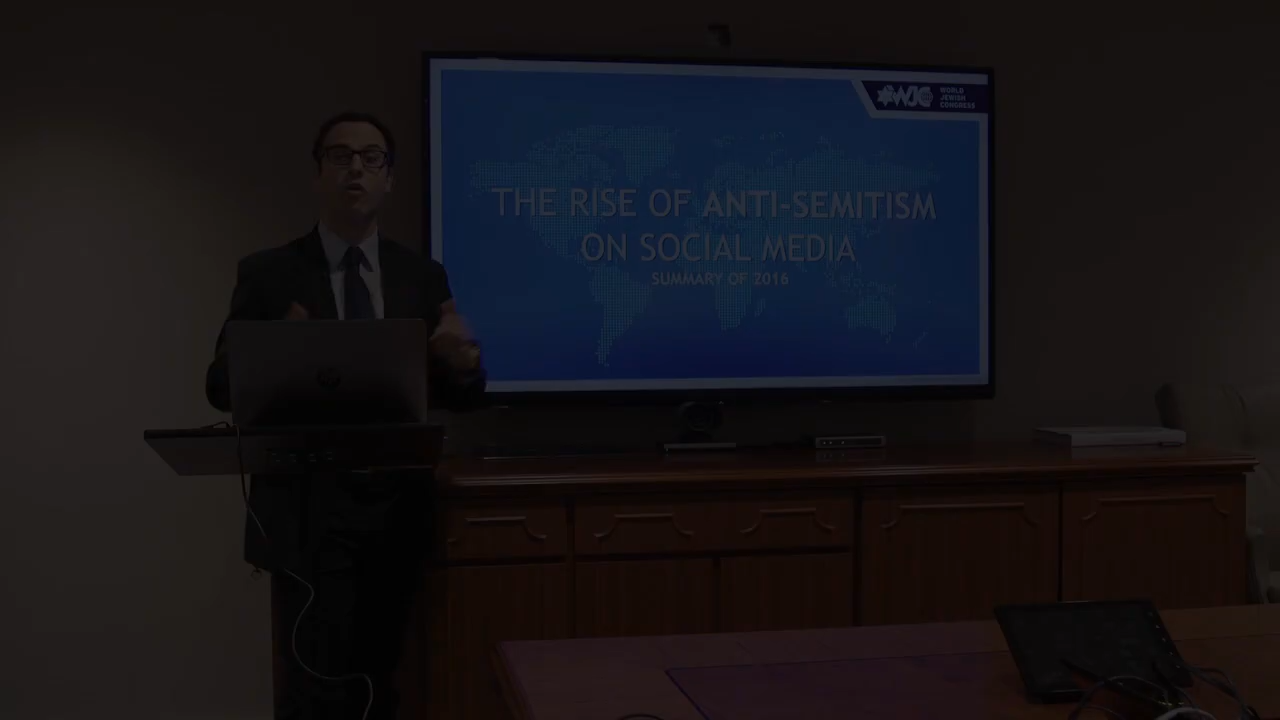 WJC
WORLD
JEWISH
CONGRESS
THE RISE OF ANTI-SEMITISM
ON SOCIAL MEDIA
SUMMARY OF 2016